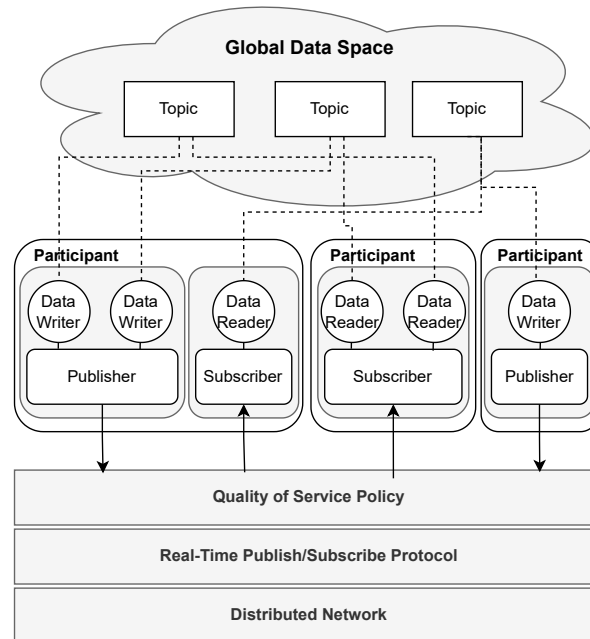 Global Data Space
Topic
Topic
Topic
Participant
Participant
Participant
Data
Writer
Data
Writer
Data
Reader
Data
Reader
Data
Reader
Data
Writer
Publisher
Subscriber
Subscriber
Publisher
Quality of Service Policy
Real-Time Publish/Subscribe Protocol
Distributed Network